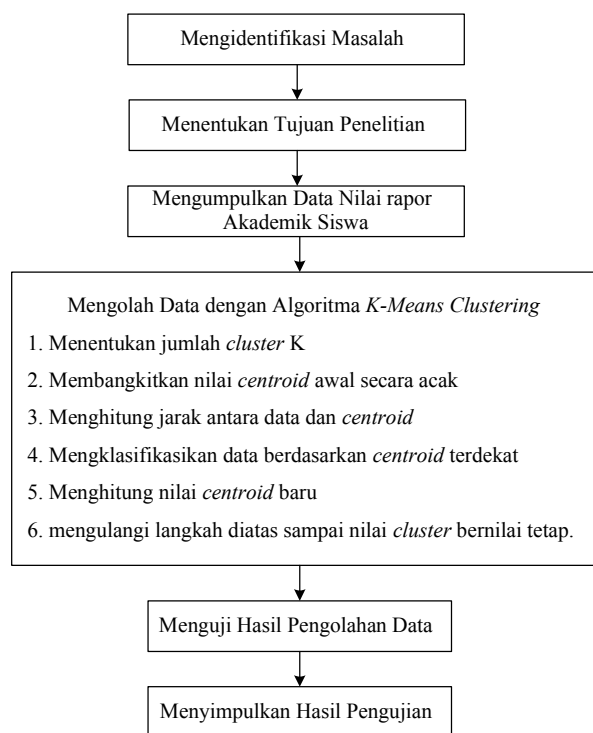 Mengidentifikasi Masalah
Menentukan Tujuan Penelitian
Mengumpulkan Data Nilai rapor
Akademik Siswa
Mengolah Data dengan Algoritma K-Means Clustering
1. Menentukan jumlah cluster K
2. Membangkitkan nilai centroid awal secara acak
3. Menghitung jarak antara data dan centroid
4. Mengklasifikasikan data berdasarkan centroid terdekat
5. Menghitung nilai centroid baru
6. mengulangi langkah diatas sampai nilai cluster bernilai tetap.
Menguji Hasil Pengolahan Data
Menyimpulkan Hasil Pengujian